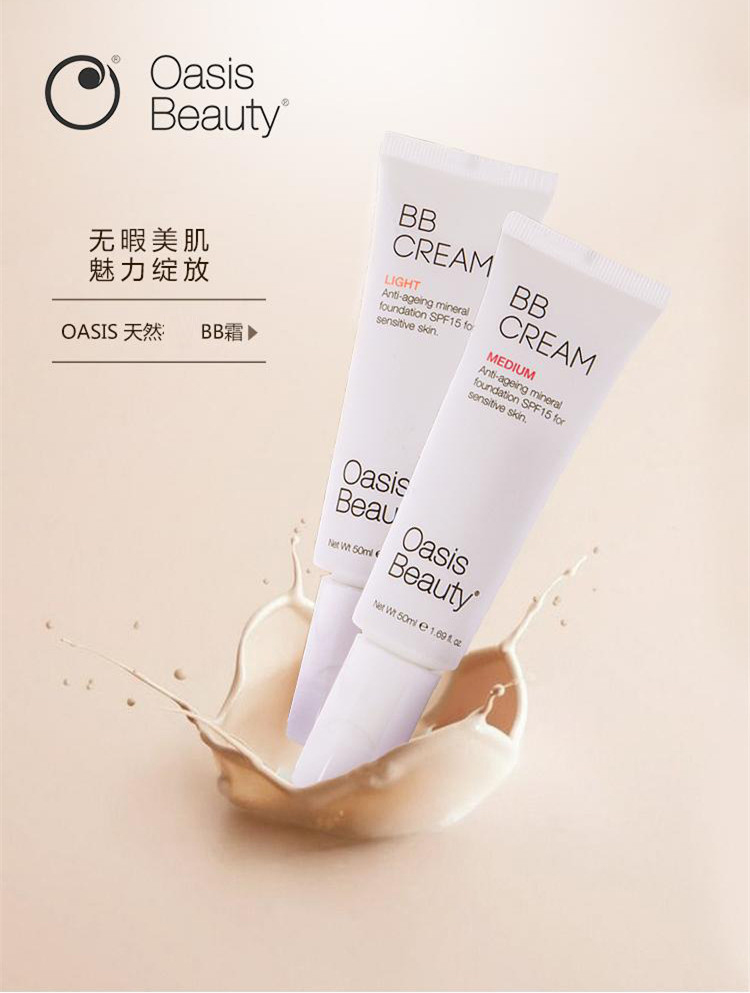 Oasis
Beauty®
无暇美肌
魅力绽放
OASIS 天然 BB霜
BB
CREAM
LIGHT
Anti-ageing mineral
foundation SPF15 for
sensitive skin.
Oasis
Beau
Net Wt 50ml e
BB
CREAM
MEDIUM
Anti-ageing mineral
foundation SPF15 for
sensitive skin.
Oasis
Beauty®
Net Wt 50ml e 1.69 fl. oz